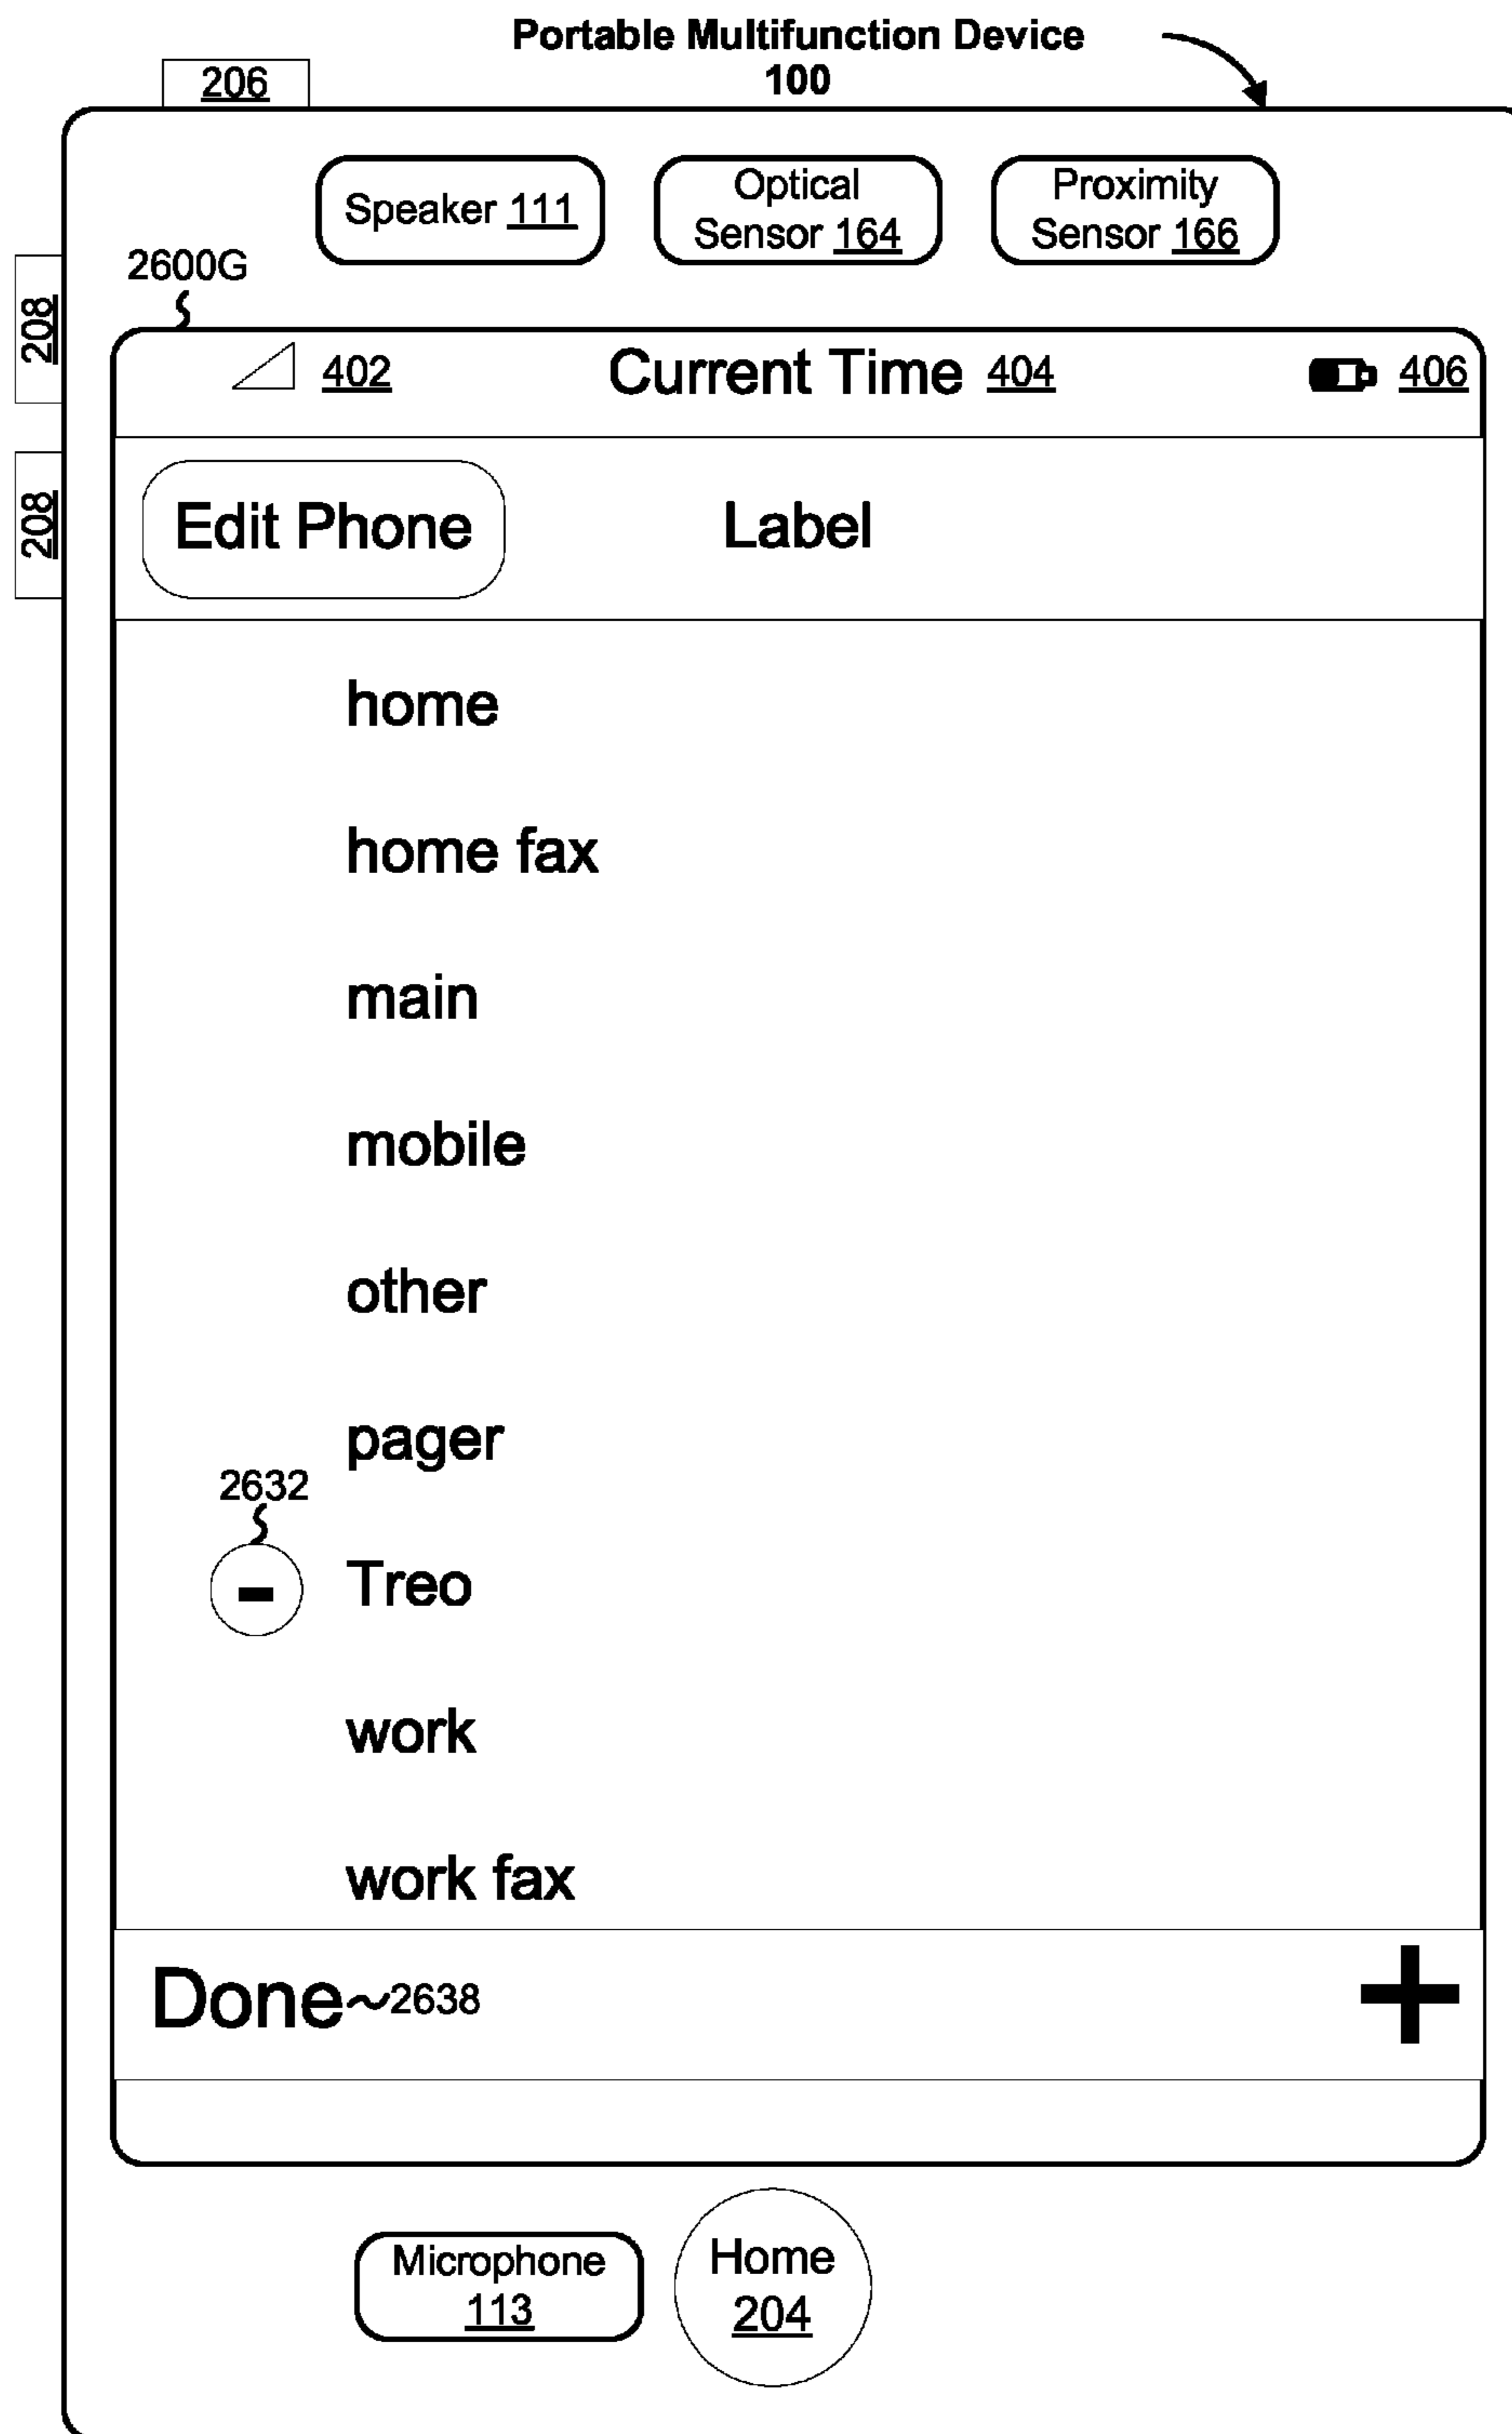 Portable Multifunction Device
100
206
Speaker 111
Optical
Sensor 164
Proximity
Sensor 166
2600G
208
402
Current Time 404
406
208
Edit Phone
Label
home
home fax
main
mobile
other
pager
2632
- Treo
work
work fax
Done~2638
+
Microphone
113
Home
204